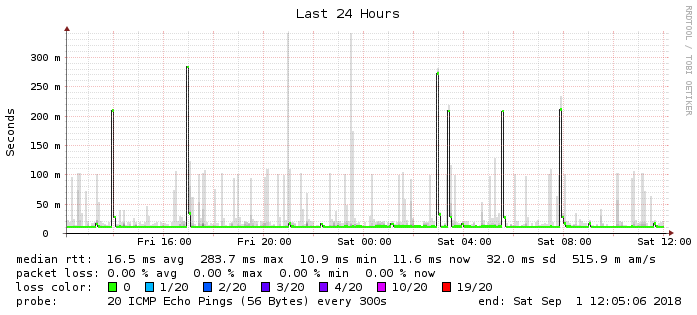 Last 24 Hours
RRDTOOL / TOBI OETIKER
Seconds
300 m
250 m
200 m
150 m
100 m
50 m
0
Fri 16:00 Fri 20:00 Sat 00:00 Sat 04:00 Sat 08:00 Sat 12:00
median rtt: 16.5 ms avg 283.7 ms max 10.9 ms min 11.6 ms now 32.0 ms sd 515.9 m am/s
packet loss: 0.00 % avg 0.00 % max 0.00 % min 0.00 % now
loss color: 0 1/20 2/20 3/20 4/20 10/20 19/20
probe: 20 ICMP Echo Pings (56 Bytes) every 300s end: Sat Sep 1 12:05:06 2018